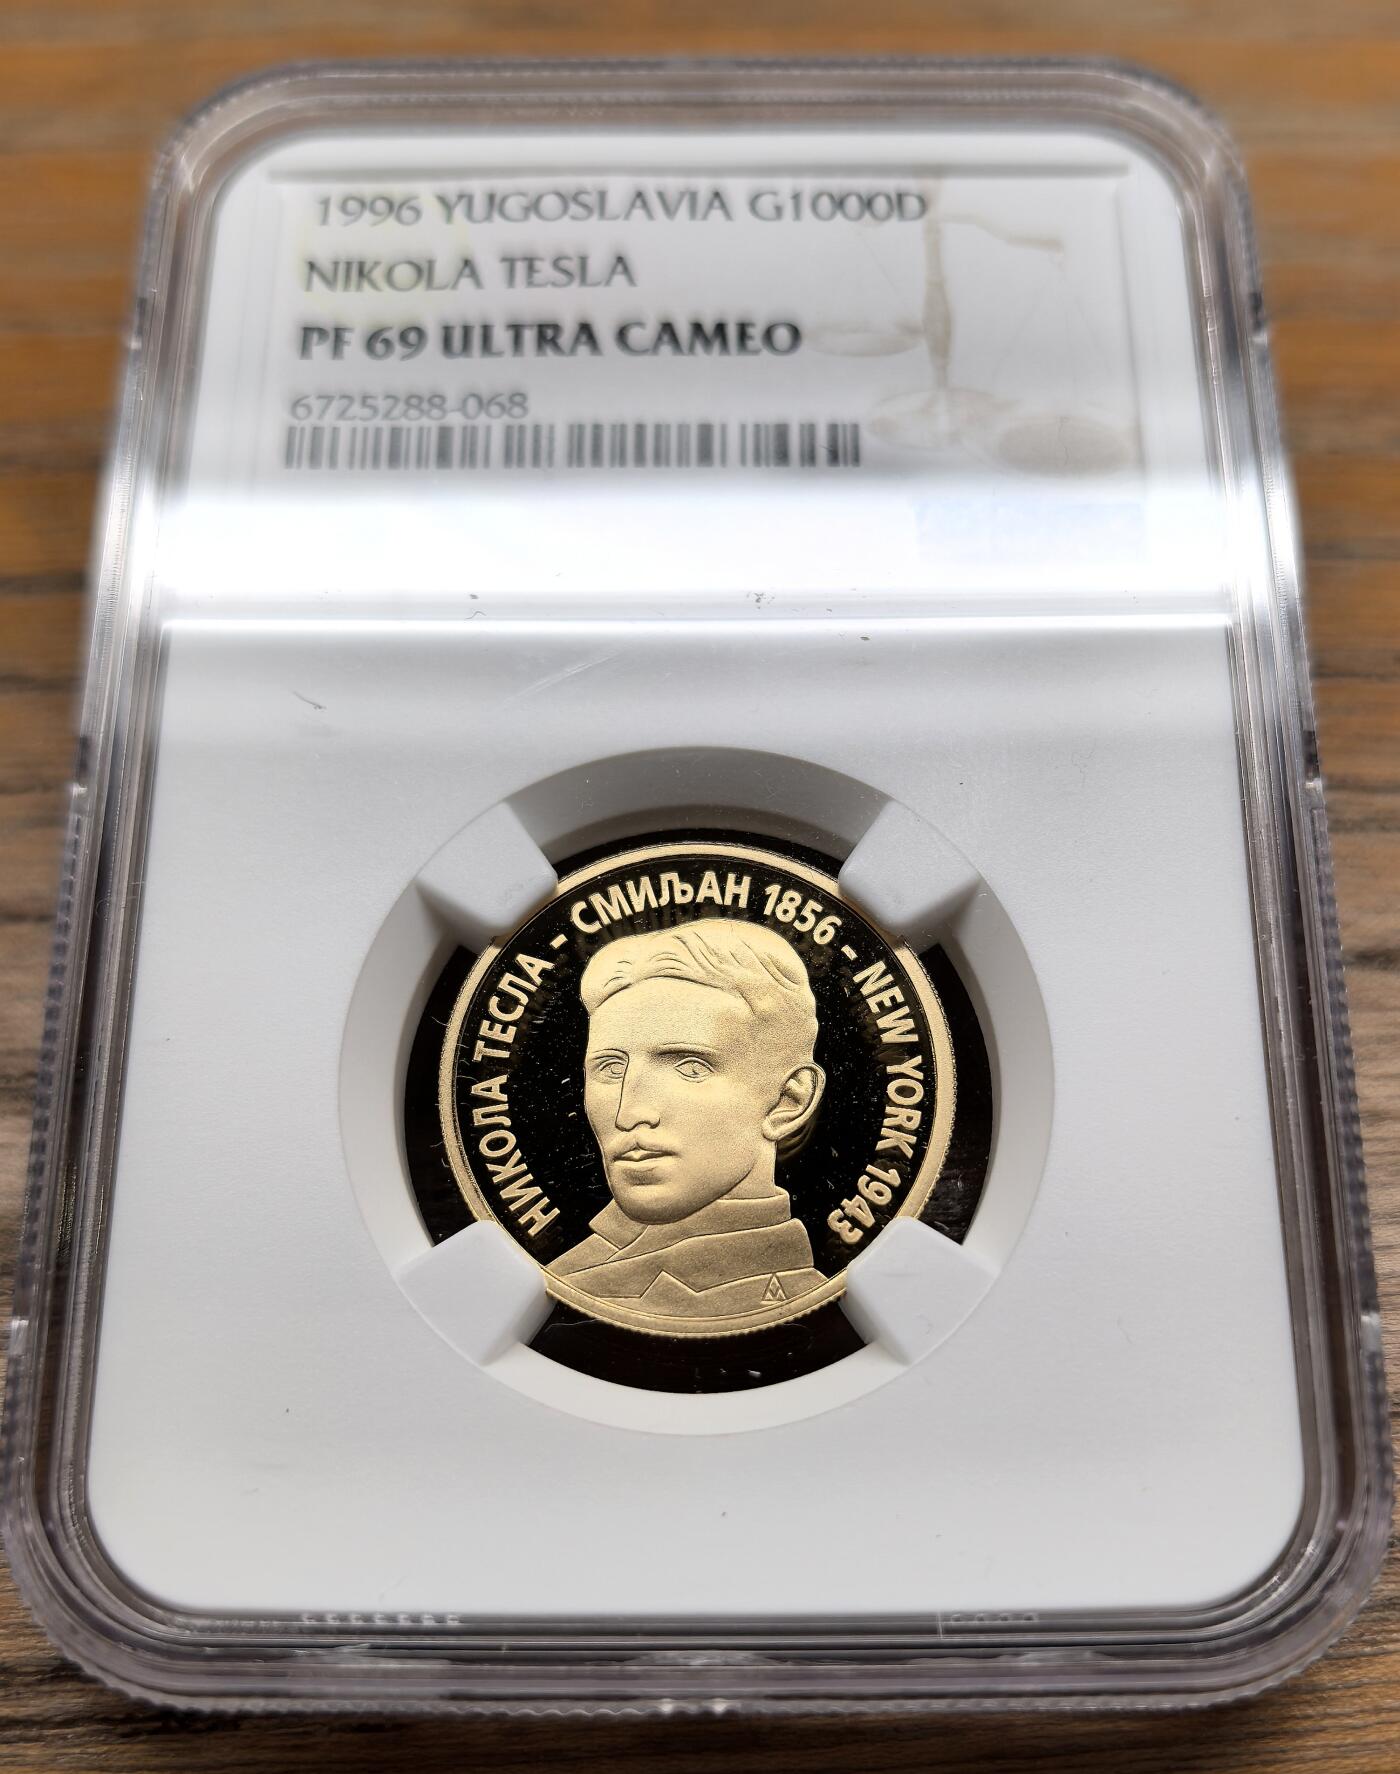 1996 YUGOSLAVIA G1000D
NIKOLA TESLA
PF 69 ULTRA CAMEO
6725288-068
НИКОЛА ТЕСЛА - СМИЉАН 1856 - NEW YORK 1943